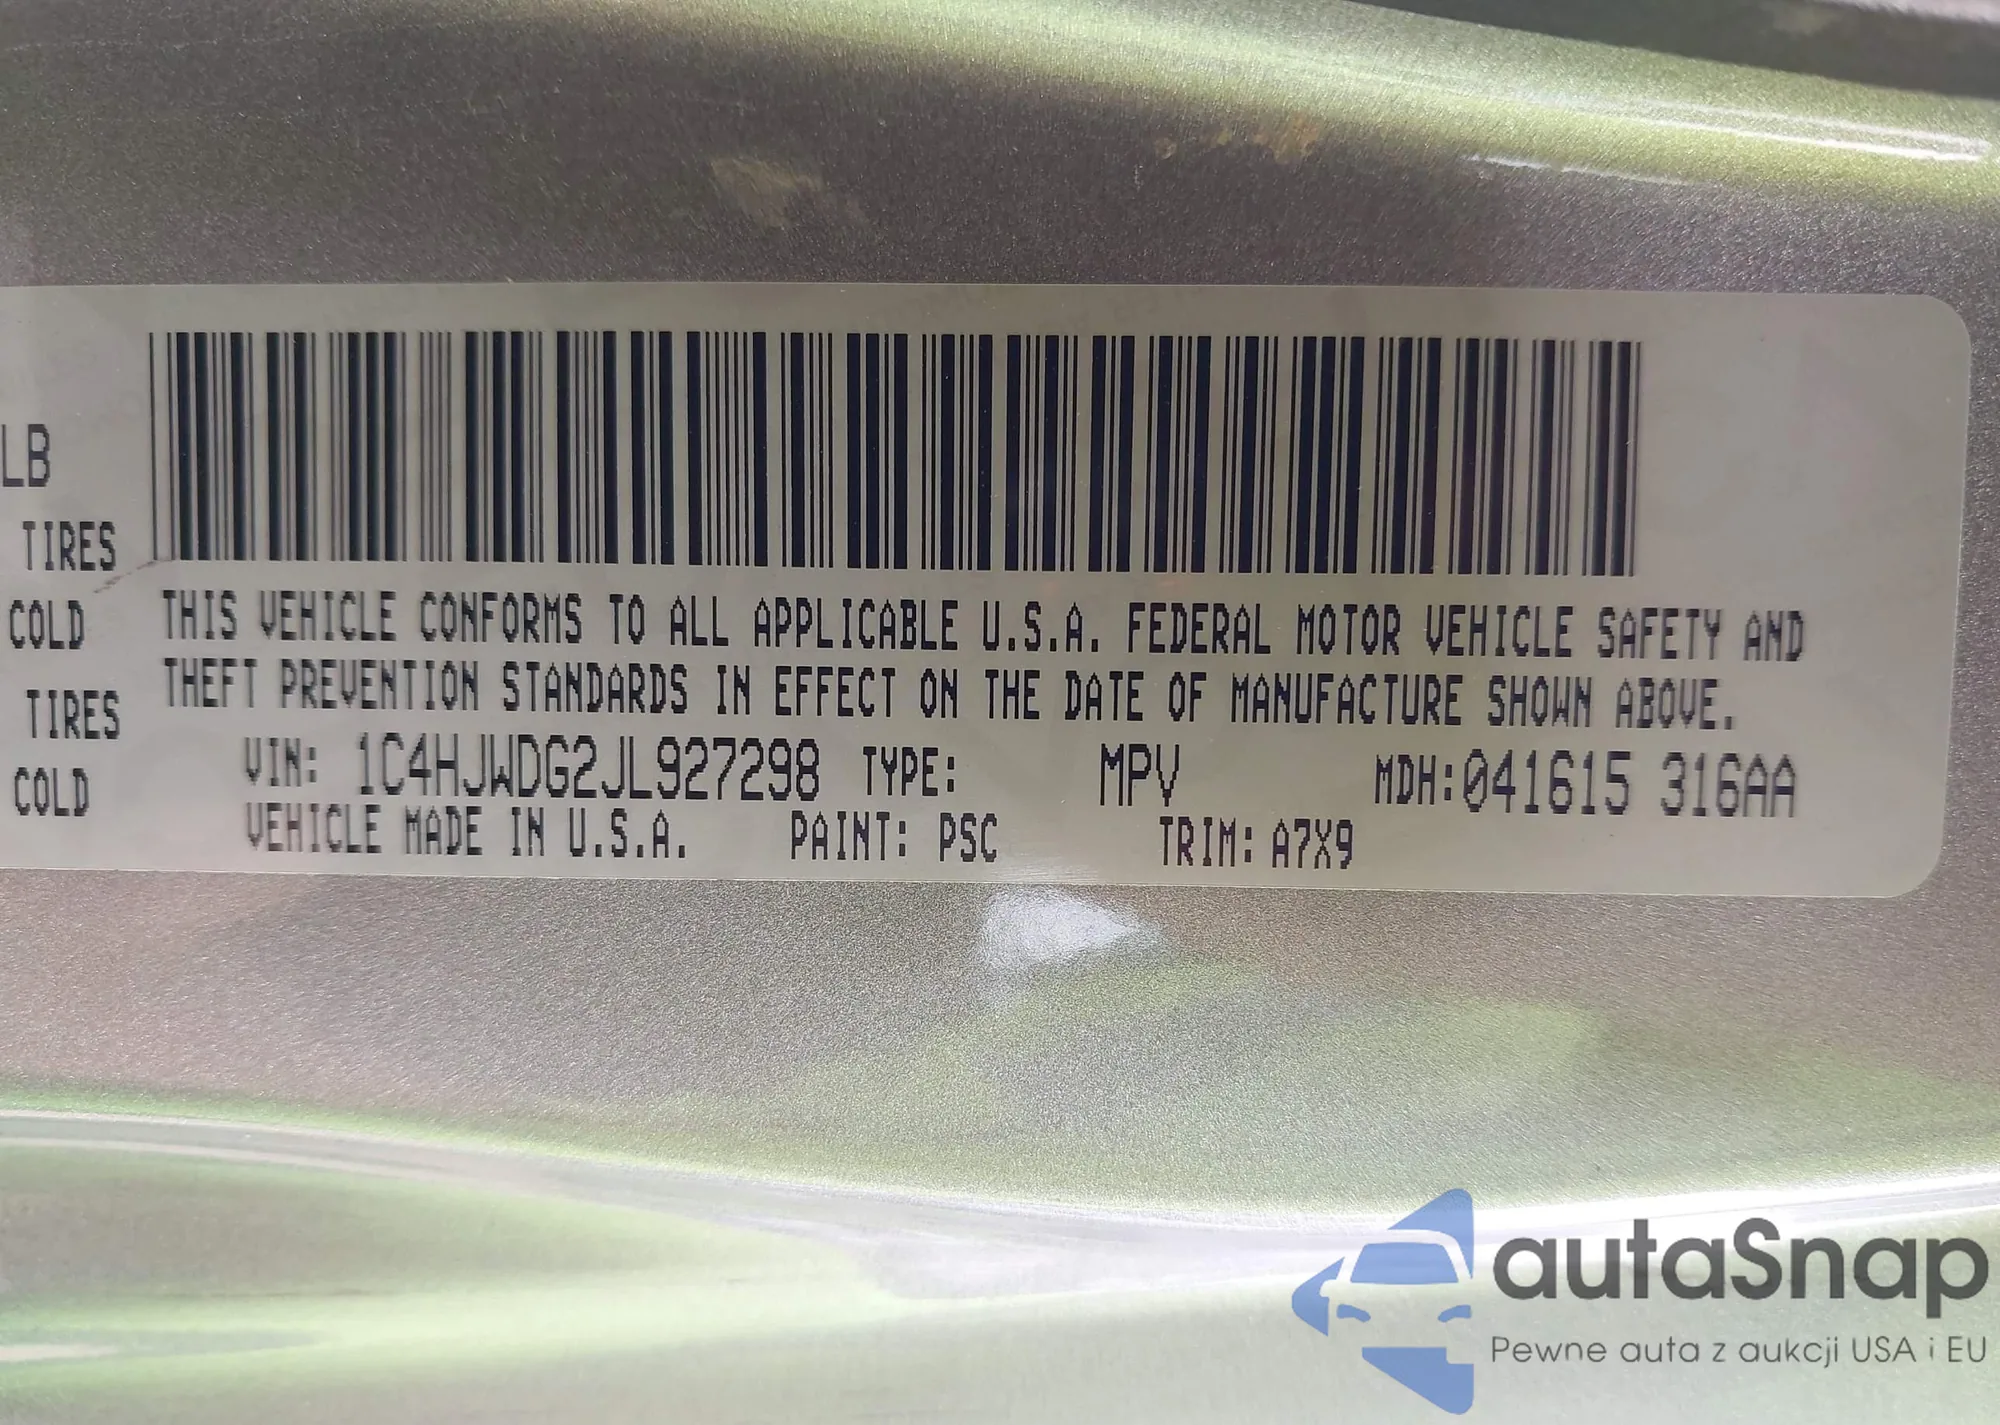 LB
TIRES
COLD
TIRES
COLD
THIS VEHICLE CONFORMS TO ALL APPLICABLE U.S.A. FEDERAL MOTOR VEHICLE SAFETY AND
THEFT PREVENTION STANDARDS IN EFFECT ON THE DATE OF MANUFACTURE SHOWN ABOVE.
VIN: 1C4HJWDG2JL927298 TYPE: MPV MDH:041615 316AA
VEHICLE MADE IN U.S.A. PAINT: PSC TRIM: A7X9
autaSnap
Pewne auta z aukcji USA i EU